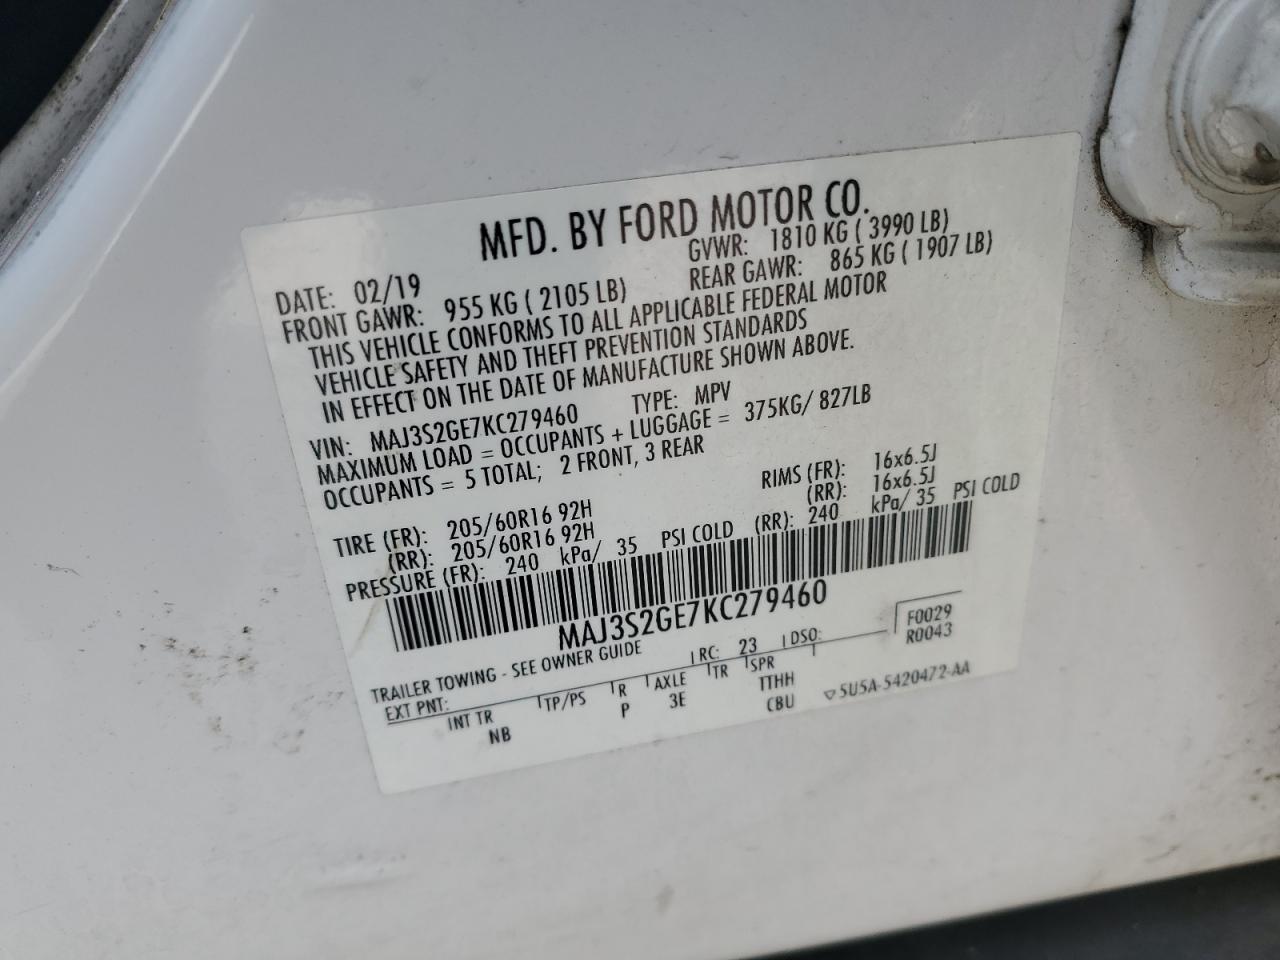 MFD. BY FORD MOTOR CO.
DATE: 02/19 GVWR: 1810 KG ( 3990 LB)
FRONT GAWR: 955 KG ( 2105 LB) REAR GAWR: 865 KG ( 1907 LB)
THIS VEHICLE CONFORMS TO ALL APPLICABLE FEDERAL MOTOR
VEHICLE SAFETY AND THEFT PREVENTION STANDARDS
IN EFFECT ON THE DATE OF MANUFACTURE SHOWN ABOVE.
VIN: MAJ3S2GE7KC279460 TYPE: MPV
MAXIMUM LOAD = OCCUPANTS + LUGGAGE = 375KG/ 827LB
OCCUPANTS = 5 TOTAL; 2 FRONT, 3 REAR
TIRE (FR): 205/60R16 92H RIMS (FR): 16x6.5J
(RR): 205/60R16 92H (RR): 16x6.5J
PRESSURE (FR): 240 kPa/ 35 PSI COLD (RR): 240 kPa/ 35 PSI COLD
MAJ3S2GE7KC279460
TRAILER TOWING - SEE OWNER GUIDE
F0029
R0043
EXT PNT: RC: 23 DSO:
INT TR TP/PS R AXLE TR SPR
NB P 3E TTHH
CBU
5U5A-5420472-AA